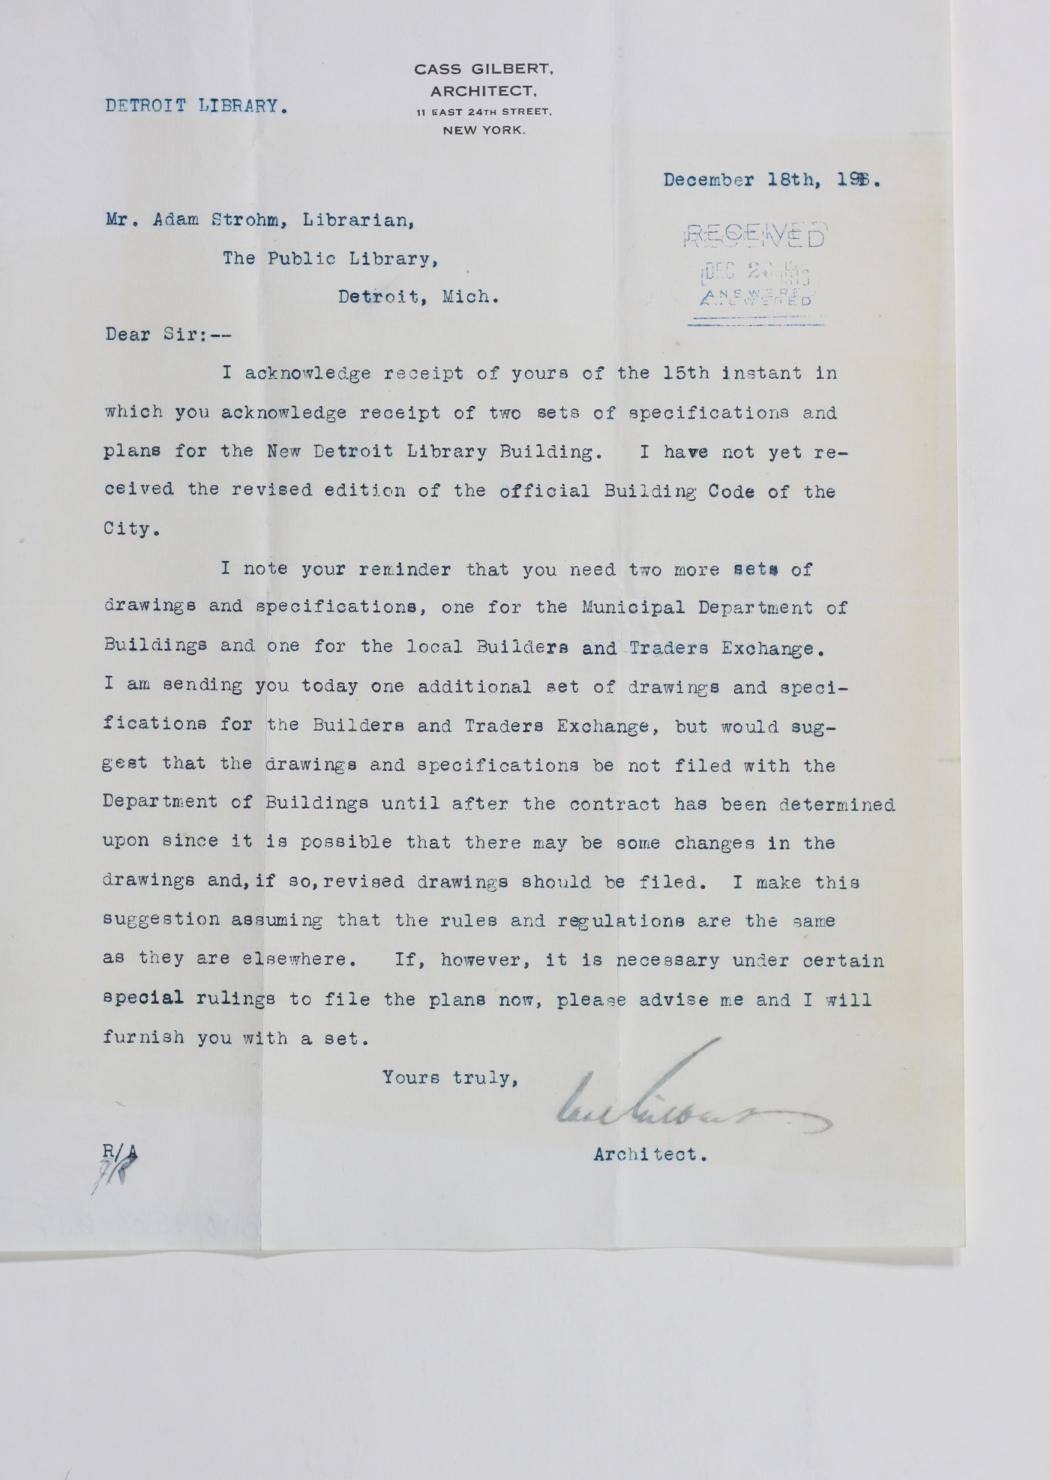 CASS GILBERT,
ARCHITECT,
11 EAST 24TH STREET,
NEW YORK.
DETROIT LIBRARY.
December 18th,
Mr. Adam Strohm, Librarian,
The Public Library,
Detroit, Mich.
RECEIVED
DEC
ANSWERED
Dear Sir:--
I acknowledge receipt of yours of the 15th instant in
which you acknowledge receipt of two sets of specifications and
plans for the New Detroit Library Building. I have not yet re-
ceived the revised edition of the official Building Code of the
City.
I note your reminder that you need two more sets of
drawings and specifications, one for the Municipal Department of
Buildings and one for the local Builders and Traders Exchange.
I am sending you today one additional set of drawings and speci-
fications for the Builders and Traders Exchange, but would sug-
gest that the drawings and specifications be not filed with the
Department of Buildings until after the contract has been determined
upon since it is possible that there may be some changes in the
drawings and, if so, revised drawings should be filed. I make this
suggestion assuming that the rules and regulations are the same
as they are elsewhere. If, however, it is necessary under certain
special rulings to file the plans now, please advise me and I will
furnish you with a set.
Yours truly,
Cass Gilbert
Architect.
R/A